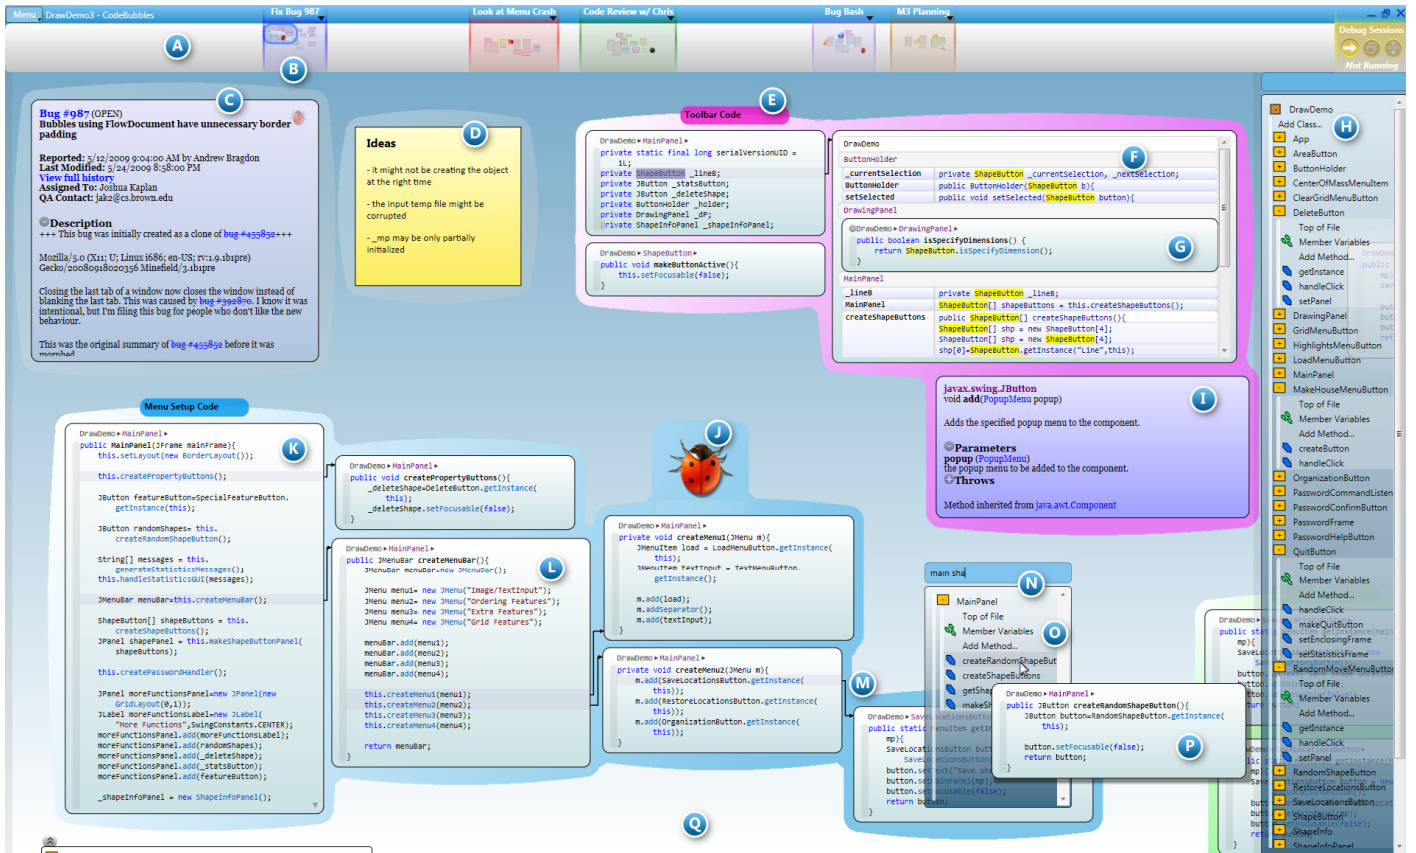 Menu DrawDemo3 - CodeBubbles
Fix Bug 987
Look at Menu Crash
Code Review w/ Chris
Bug Bash
M3 Planning
Debug Sessions
Not Running
A
B
C
Bug #987 (OPEN)
Bubbles using FlowDocument have unnecessary border
padding
Reported: 5/12/2009 9:04:00 AM by Andrew Bragdon
Last Modified: 5/24/2009 8:58:00 PM
View full history
Assigned To: Joshua Kaplan
QA Contact: jak2@cs.brown.edu
Description
+++ This bug was initially created as a clone of bug #455852+++
Mozilla/5.0 (X11; U; Linux i686; en-US; rv:1.9.1b1pre)
Gecko/20080918020356 Minefield/3.1b1pre
Closing the last tab of a window now closes the window instead of
blanking the last tab. This was caused by bug #392870. I know it was
intentional, but I'm filing this bug for people who don't like the new
behaviour.
This was the original summary of bug #455852 before it was
morphed
D
Ideas
- it might not be creating the object
at the right time
- the input temp file might be
corrupted
- _mp may be only partially
initialized
E
Toolbar Code
DrawDemo▸MainPanel▸
private static final long serialVersionUID =
1L;
private ShapeButton _lineB;
private JButton _statsButton;
private JButton _deleteShape;
private ButtonHolder _holder;
private DrawingPanel _dP;
private ShapeInfoPanel _shapeInfoPanel;
DrawDemo▸ShapeButton▸
public void makeButtonActive(){
this.setFocusable(false);
}
F
DrawDemo
ButtonHolder
_currentSelection private ShapeButton _currentSelection, _nextSelection;
ButtonHolder public ButtonHolder(ShapeButton b){
setSelected public void setSelected(ShapeButton button){
DrawingPanel
G
DrawDemo▸DrawingPanel▸
public boolean isSpecifyDimensions() {
return ShapeButton.isSpecifyDimension();
}
MainPanel
_lineB private ShapeButton _lineB;
MainPanel ShapeButton[] shapeButtons = this.createShapeButtons();
createShapeButtons public ShapeButton[] createShapeButtons(){
ShapeButton[] shp = new ShapeButton[4];
ShapeButton[] shp = new ShapeButton[4];
shp[0]=ShapeButton.getInstance("Line",this);
I
javax.swing.JButton
void add(PopupMenu popup)
Adds the specified popup menu to the component.
Parameters
popup (PopupMenu)
the popup menu to be added to the component.
Throws
Method inherited from java.awt.Component
H
DrawDemo
Add Class...
App
AreaButton
ButtonHolder
CenterOfMassMenuItem
ClearGridMenuButton
DeleteButton
Top of File
Member Variables
Add Method...
getInstance
handleClick
setPanel
DrawingPanel
GridMenuButton
HighlightsMenuButton
LoadMenuButton
MainPanel
MakeHouseMenuButton
Top of File
Member Variables
Add Method...
createButton
handleClick
OrganizationButton
PasswordCommandListen
PasswordConfirmButton
PasswordFrame
PasswordHelpButton
QuitButton
Top of File
Member Variables
Add Method...
handleClick
makeQuitButton
setEnclosingFrame
setStatisticsFrame
RandomMoveMenuButton
Top of File
Member Variables
Add Method...
getInstance
handleClick
setPanel
RandomShapeButton
RestoreLocationsButton
SaveLocationsButton
ShapeButton
ShapeInfo
ShapeInfoPanel
Menu Setup Code
K
DrawDemo▸MainPanel▸
public MainPanel(JFrame mainFrame){
this.setLayout(new BorderLayout());
this.createPropertyButtons();
JButton featureButton=SpecialFeatureButton.
getInstance(this);
JButton randomShapes= this.
createRandomShapeButton();
String[] messages = this.
generateStatisticsMessages();
this.handleStatisticsGUI(messages);
JMenuBar menuBar=this.createMenuBar();
ShapeButton[] shapeButtons = this.
createShapeButtons();
JPanel shapePanel = this.makeShapeButtonPanel(
shapeButtons);
this.createPasswordHandler();
JPanel moreFunctionsPanel=new JPanel(new
GridLayout(0,1));
JLabel moreFunctionsLabel=new JLabel(
"More Functions",SwingConstants.CENTER);
moreFunctionsPanel.add(moreFunctionsLabel);
moreFunctionsPanel.add(randomShapes);
moreFunctionsPanel.add(_deleteShape);
moreFunctionsPanel.add(_statsButton);
moreFunctionsPanel.add(featureButton);
_shapeInfoPanel = new ShapeInfoPanel();
DrawDemo▸MainPanel▸
public void createPropertyButtons(){
_deleteShape=DeleteButton.getInstance(
this);
_deleteShape.setFocusable(false);
}
L
DrawDemo▸MainPanel▸
public JMenuBar createMenuBar(){
JMenuBar menuBar=new JMenuBar();
JMenu menu1= new JMenu("Image/TextInput");
JMenu menu2= new JMenu("Ordering Features");
JMenu menu3= new JMenu("Extra Features");
JMenu menu4= new JMenu("Grid Features");
menuBar.add(menu1);
menuBar.add(menu2);
menuBar.add(menu3);
menuBar.add(menu4);
this.createMenu1(menu1);
this.createMenu2(menu2);
this.createMenu3(menu3);
this.createMenu4(menu4);
return menuBar;
}
J
DrawDemo▸MainPanel▸
private void createMenu1(JMenu m){
JMenuItem load = LoadMenuButton.getInstance(
this);
JMenuItem textInput = TextMenuButton.
getInstance();
m.add(load);
m.addSeparator();
m.add(textInput);
}
DrawDemo▸MainPanel▸
private void createMenu2(JMenu m){
m.add(SaveLocationsButton.getInstance(
this));
m.add(RestoreLocationsButton.getInstance(
this));
m.add(OrganizationButton.getInstance(
this));
}
M
N
main sha
O
MainPanel
Top of File
Member Variables
Add Method...
createRandomShapeBut
createShapeButtons
getShap
makeSh
P
DrawDemo▸MainPanel▸
public JButton createRandomShapeButton(){
JButton button=RandomShapeButton.getInstance(
this);
button.setFocusable(false);
return button;
}
Q